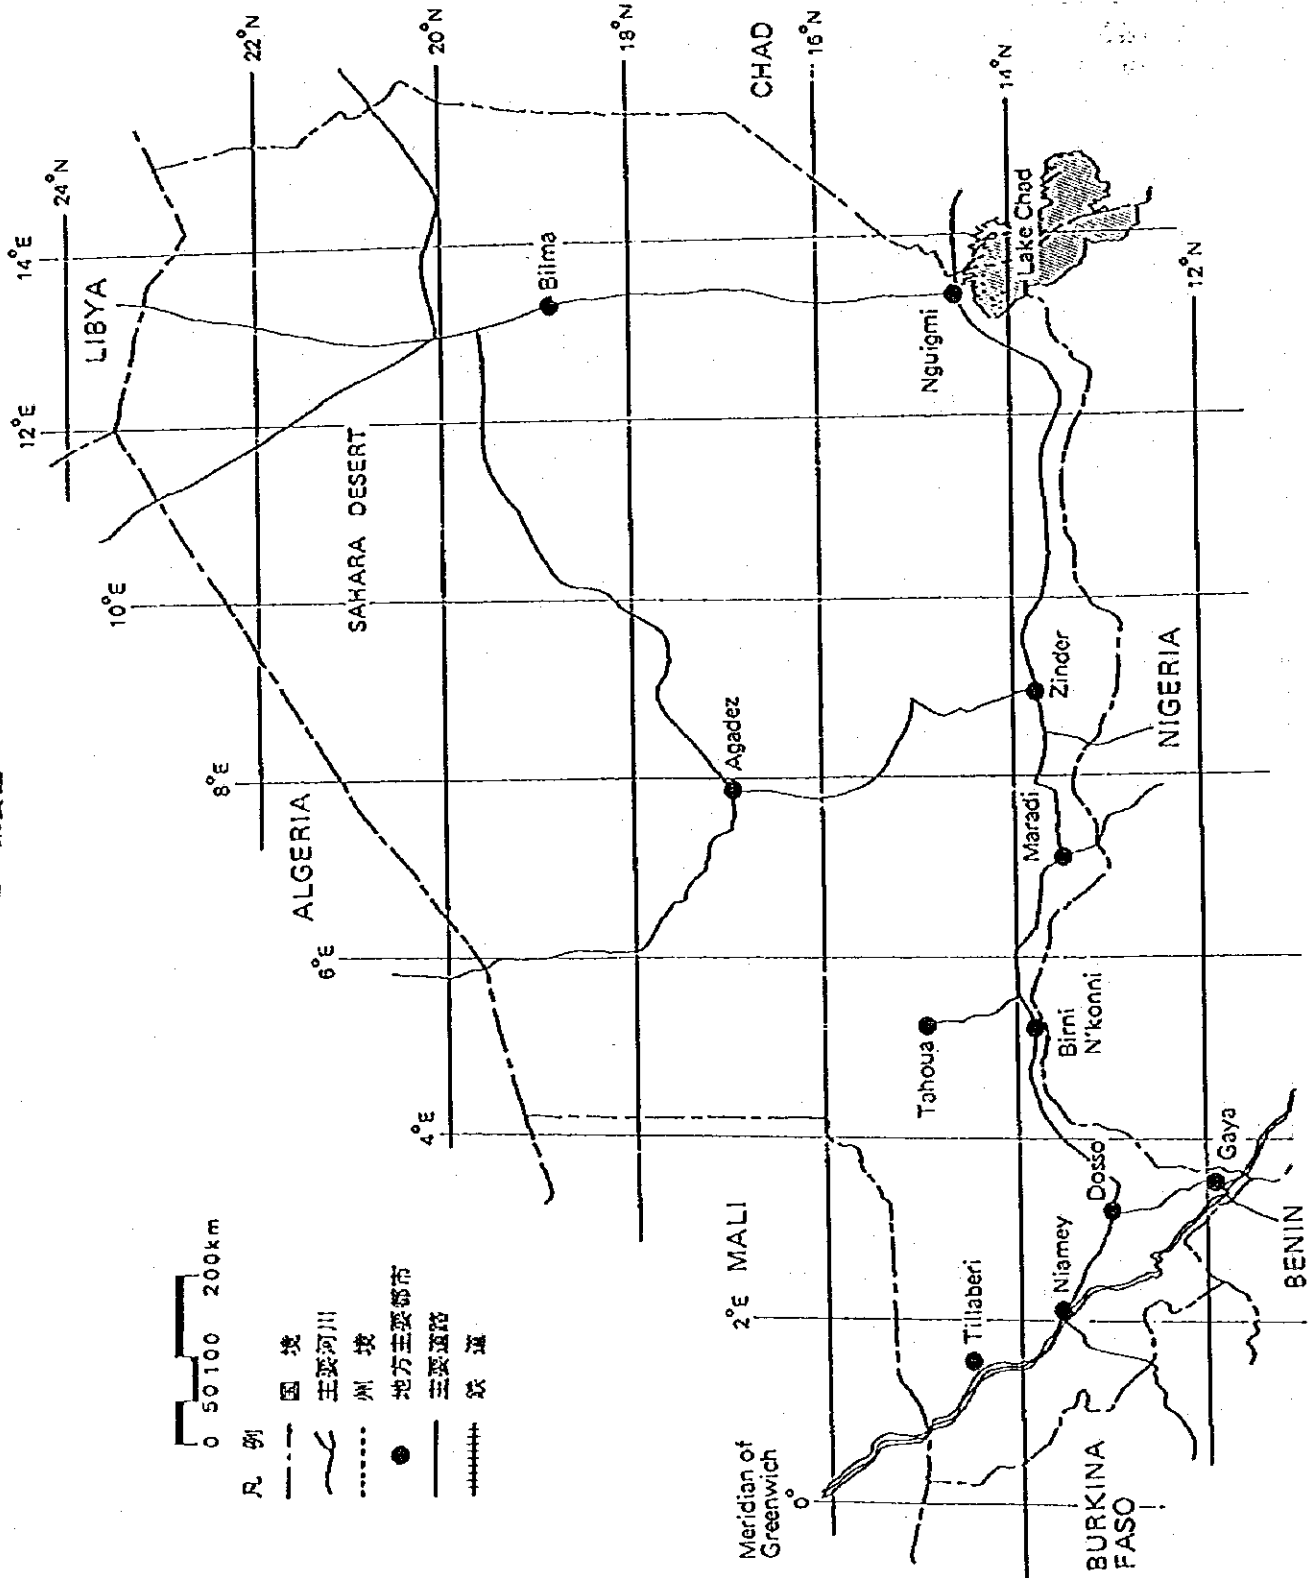 LIBYA
CHAD
ALGERIA
SAHARA DESERT
MALI
NIGERIA
BENIN
BURKINA
FASO
Lake Chad
Bilma
Nguigmi
Agadez
Zinder
Maradi
Tahoua
Birni
N'konni
Dosso
Gaya
Niamey
Tillaberi
Meridian of
Greenwich
0°
2°E
4°E
6°E
8°E
10°E
12°E
14°E
24°N
22°N
20°N
18°N
16°N
14°N
12°N
0 50 100 200km
凡 例
国 境
主要河川
州 境
地方主要都市
主要道路
鉄 道